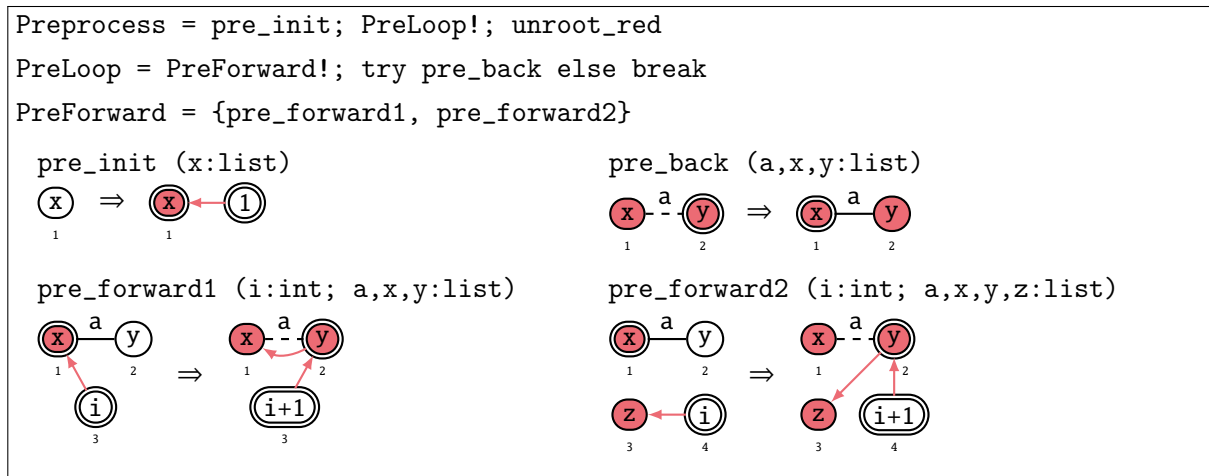 Preprocess = pre_init; PreLoop!; unroot_red
PreLoop = PreForward!; try pre_back else break
PreForward = {pre_forward1, pre_forward2}
pre_init (x:list)
x ⇒ x 1
1 1
pre_back (a,x,y:list)
x a y ⇒ x a y
1 2 1 2
pre_forward1 (i:int; a,x,y:list)
x a y ⇒ x a y
1 2 1 2
i i+1
3 3
pre_forward2 (i:int; a,x,y,z:list)
x a y ⇒ x a y
1 2 1 2
z i z i+1
3 4 3 4